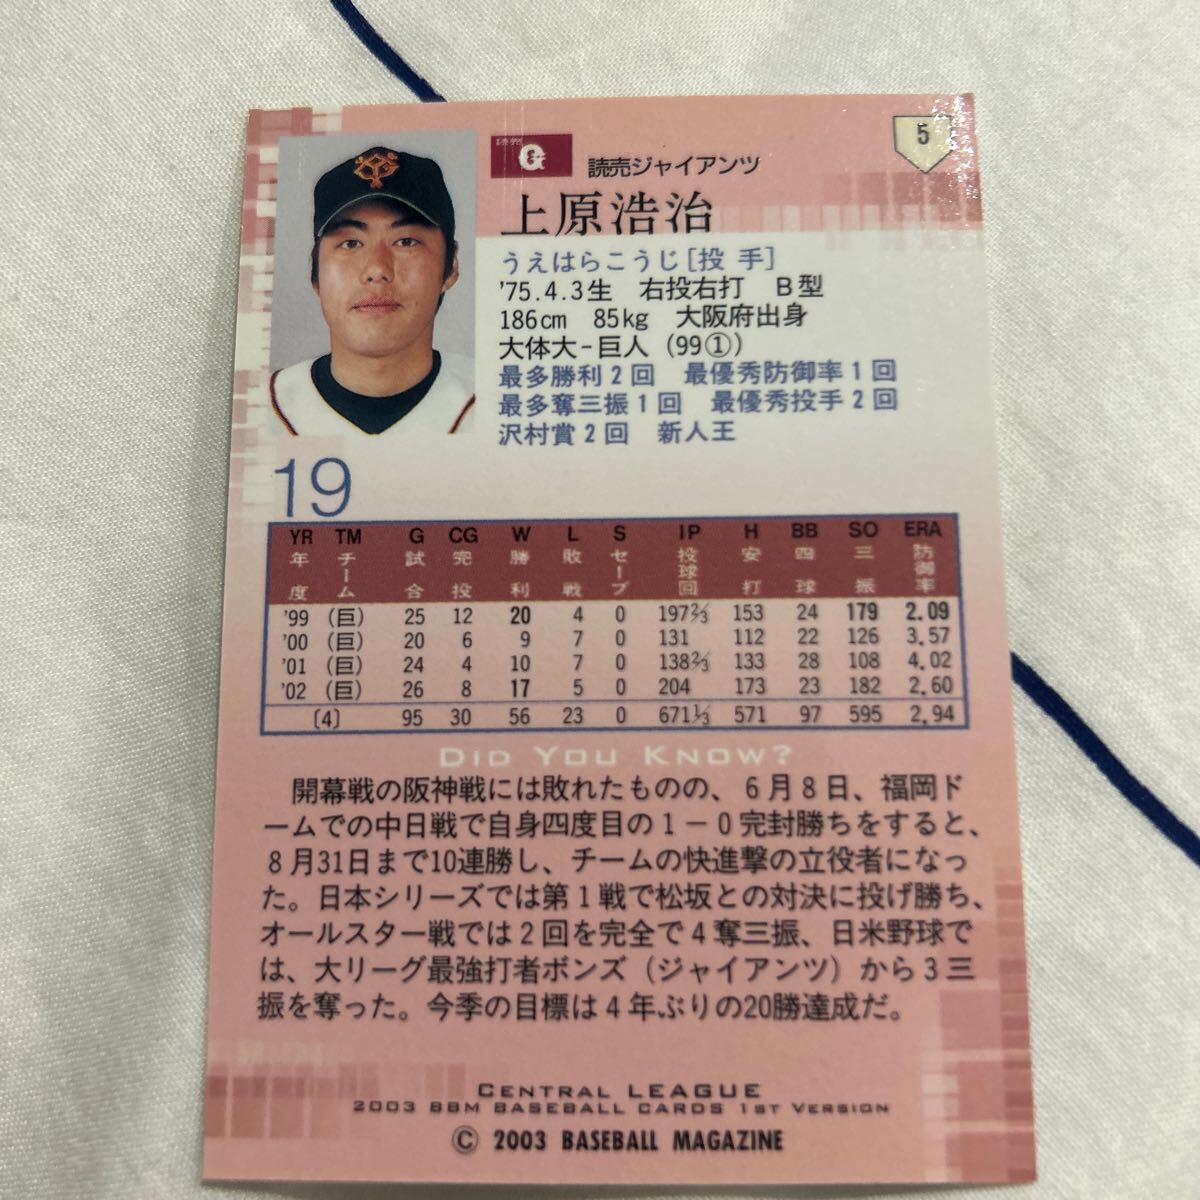 5
読売
G
読売ジャイアンツ
上原浩治
うえはらこうじ[投 手]
'75.4.3生 右投右打 B型
186cm 85kg 大阪府出身
大体大-巨人(99①)
最多勝利2回 最優秀防御率1回
最多奪三振1回 最優秀投手2回
沢村賞2回 新人王
19
YR TM G CG W L S IP H BB SO ERA
年度 チーム 試合 完投 勝利 敗戦 セーブ 投球回 安打 四球 三振 防御率
'99 (巨) 25 12 20 4 0 197⅔ 153 24 179 2.09
'00 (巨) 20 6 9 7 0 131 112 22 126 3.57
'01 (巨) 24 4 10 7 0 138⅔ 133 28 108 4.02
'02 (巨) 26 8 17 5 0 204 173 23 182 2.60
〔4〕 95 30 56 23 0 671⅓ 571 97 595 2.94
DID YOU KNOW?
開幕戦の阪神戦には敗れたものの、6月8日、福岡ド
ームでの中日戦で自身四度目の1-0完封勝ちをすると、
8月31日まで10連勝し、チームの快進撃の立役者になっ
た。日本シリーズでは第1戦で松坂との対決に投げ勝ち、
オールスター戦では2回を完全で4奪三振、日米野球で
は、大リーグ最強打者ボンズ(ジャイアンツ)から3三
振を奪った。今季の目標は4年ぶりの20勝達成だ。
CENTRAL LEAGUE
2003 BBM BASEBALL CARDS 1ST VERSION
© 2003 BASEBALL MAGAZINE